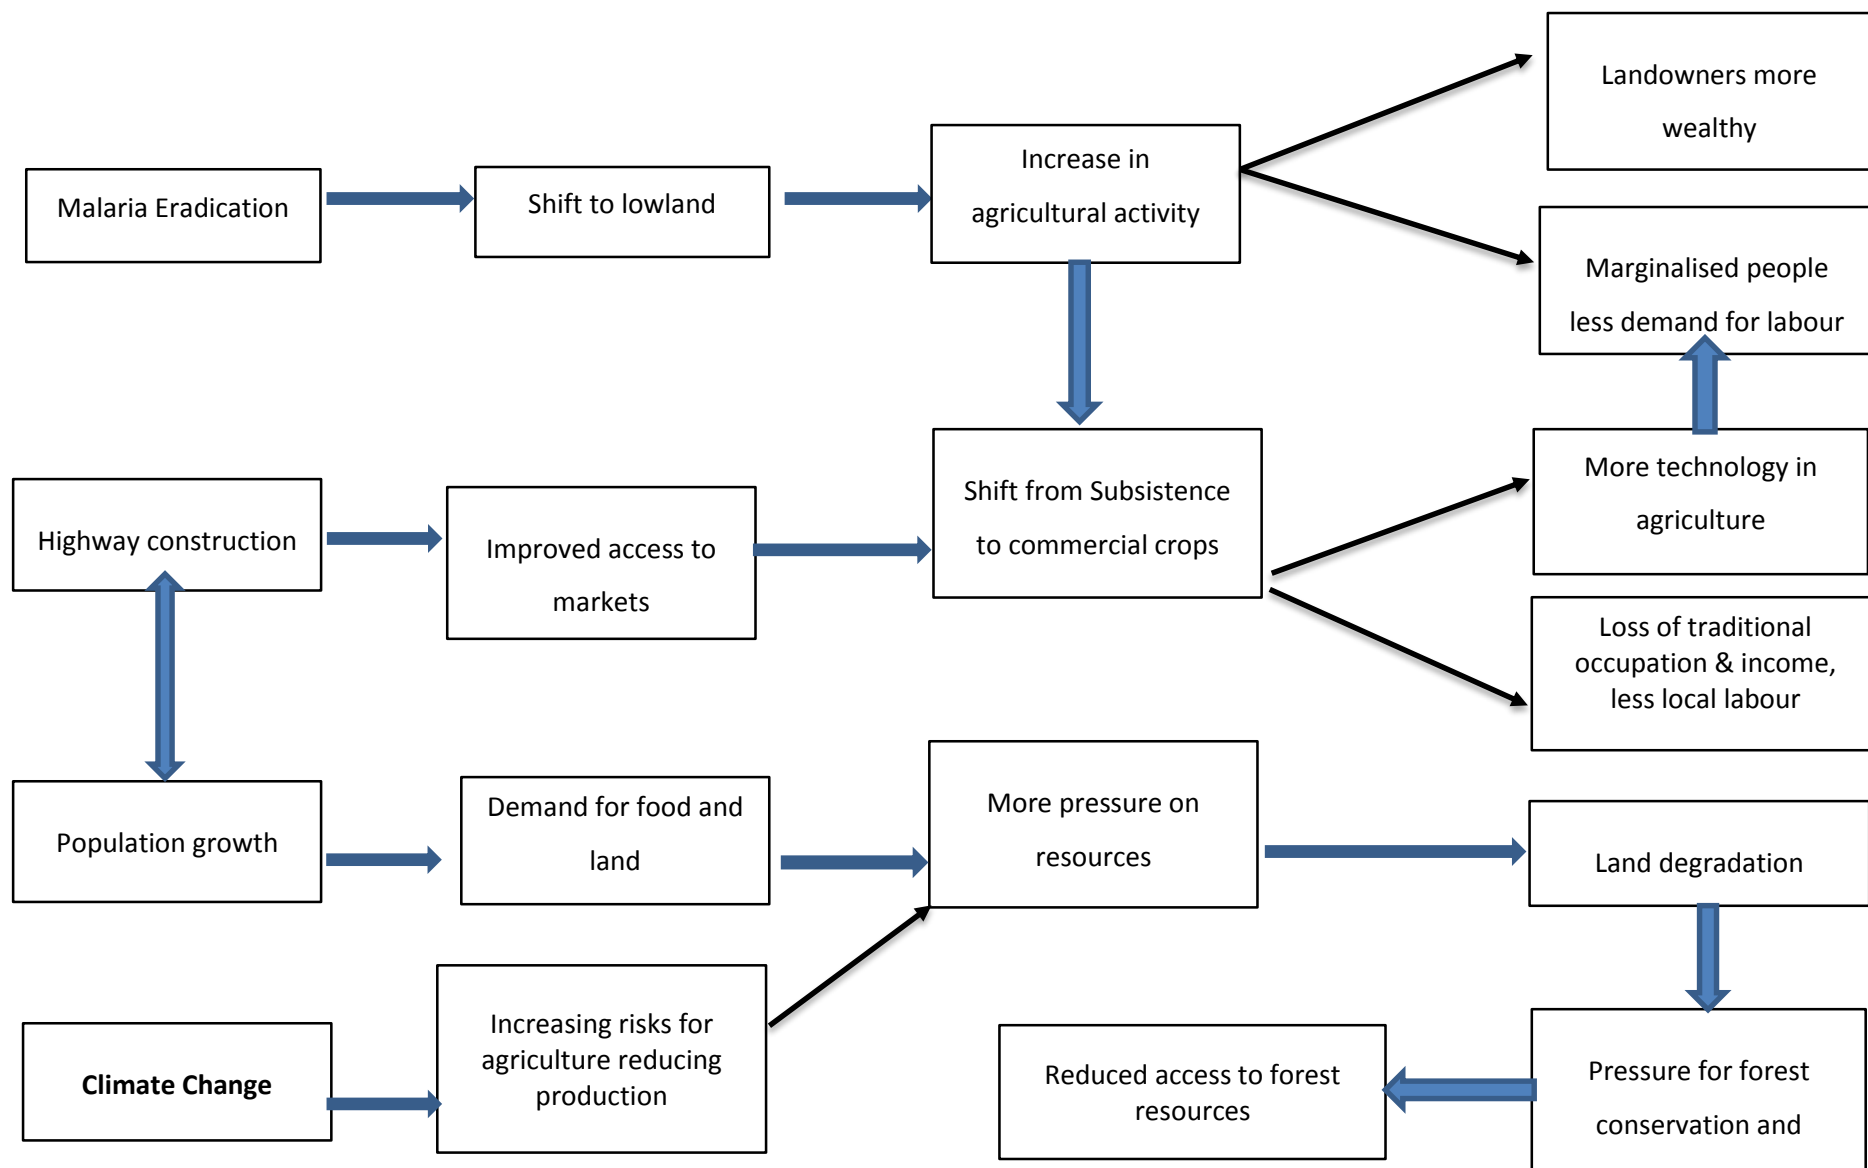 Landowners more
wealthy
Increase in
agricultural activity
Malaria Eradication
Shift to lowland
Marginalised people
less demand for labour
Highway construction
Improved access to
markets
Shift from Subsistence
to commercial crops
More technology in
agriculture
Loss of traditional
occupation & income,
less local labour
Population growth
Demand for food and
land
More pressure on
resources
Land degradation
Climate Change
Increasing risks for
agriculture reducing
production
Reduced access to forest
resources
Pressure for forest
conservation and